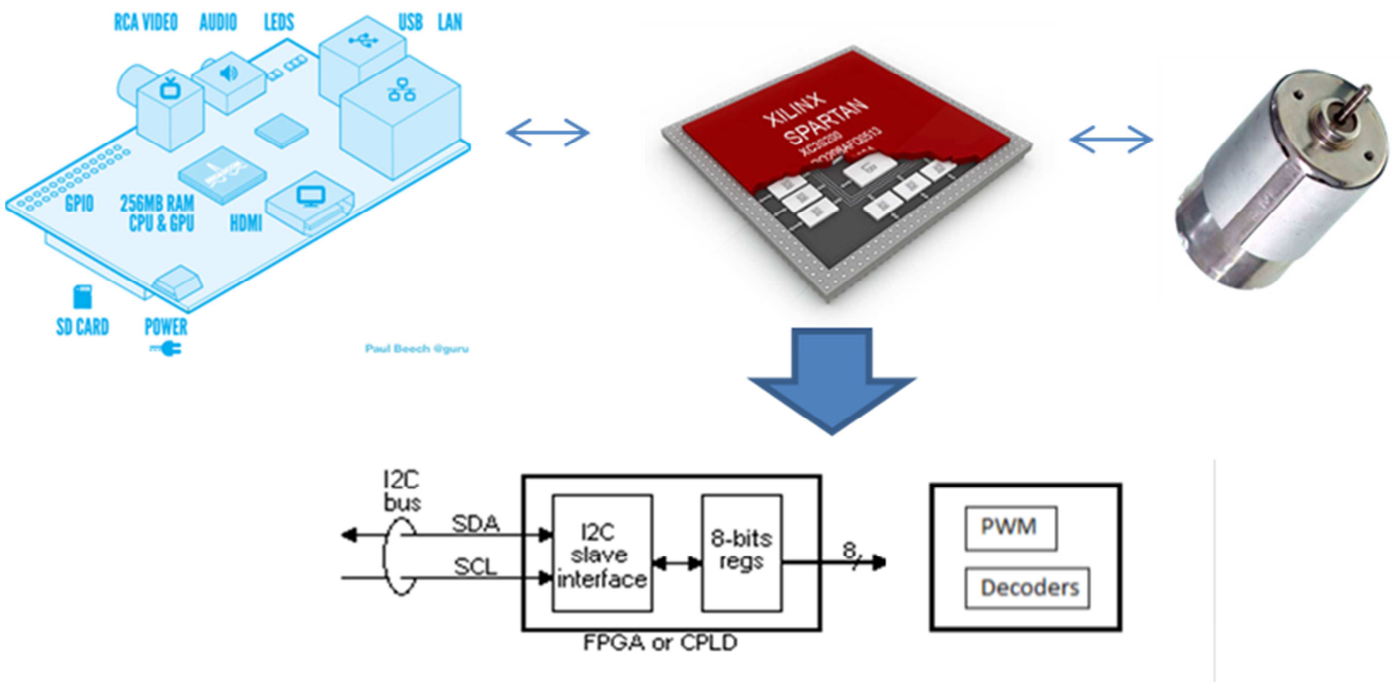 RCA VIDEO AUDIO LEDS USB LAN
XILINX
SPARTAN
GPIO
256MB RAM
CPU & GPU
HDMI
SD CARD
POWER
Paul Beech @guru
I2C
bus
SDA
SCL
I2C
slave
interface
8-bits
regs
8
FPGA or CPLD
PWM
Decoders